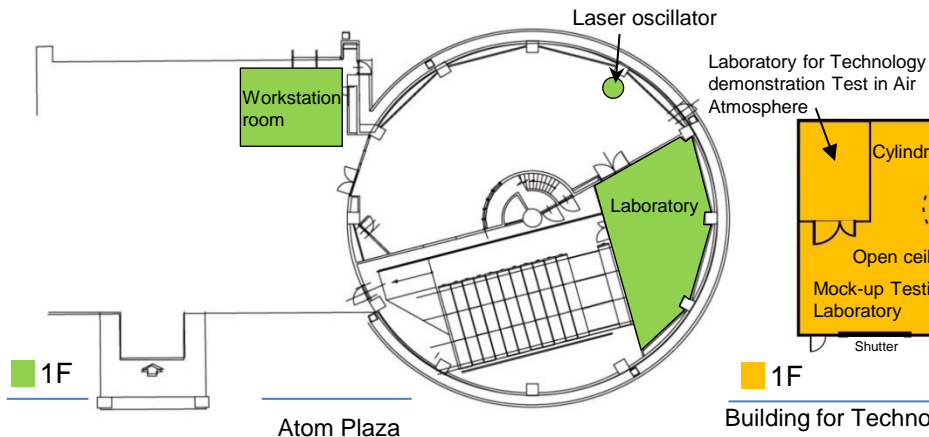 Laser oscillator
Workstation
room
Laboratory
1F
Atom Plaza
Laboratory for Technology
demonstration Test in Air
Atmosphere
Cylindr
Open ceil
Mock-up Testi
Laboratory
Shutter
1F
Building for Techno